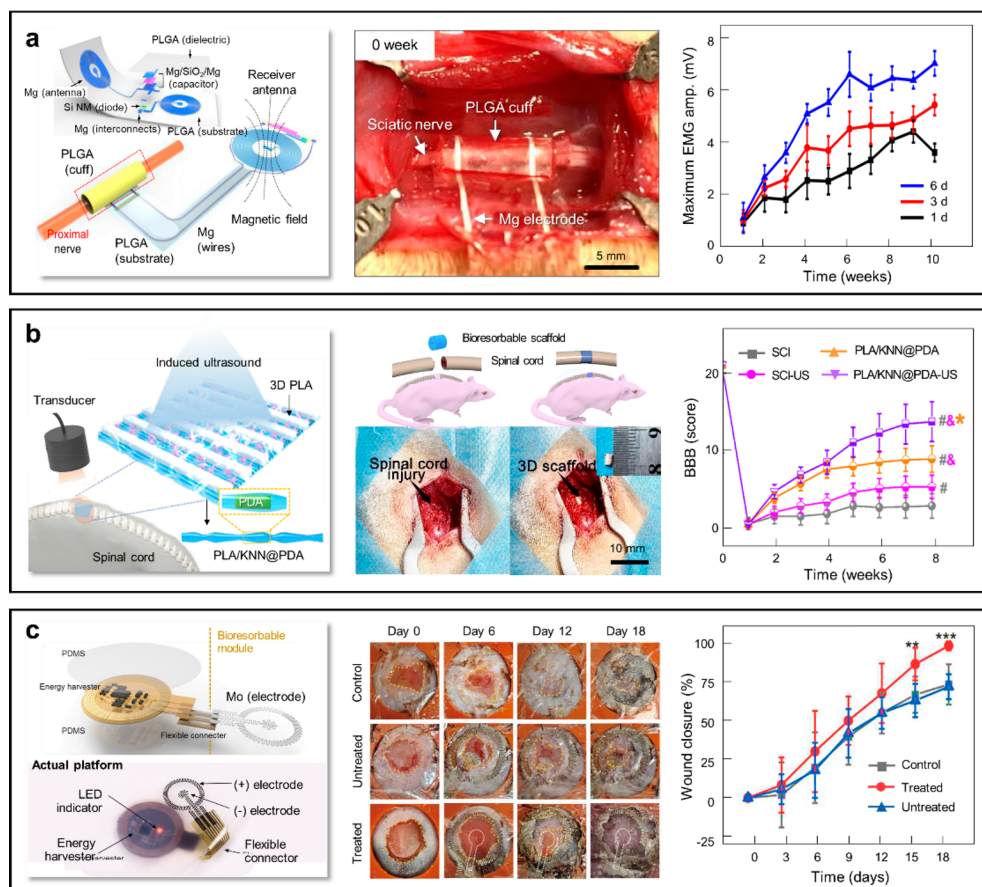 a
PLGA (dielectric)
Mg/SiO₂/Mg
(capacitor)
Mg
(antenna)
Si NM (diode)
Mg (interconnects)
PLGA (substrate)
Receiver
antenna
PLGA
(cuff)
Magnetic field
Proximal
nerve
PLGA
(substrate)
Mg
(wires)
0 week
PLGA cuff
Sciatic nerve
Mg electrode
5 mm
Maximum EMG amp. (mV)
8
6
4
2
0
6 d
3 d
1 d
0 2 4 6 8 10
Time (weeks)
b
Induced ultrasound
3D PLA
Transducer
PDA
Spinal cord
PLA/KNN@PDA
Bioresorbable scaffold
Spinal cord
Spinal cord
injury
3D scaffold
8 9
10 mm
SCI
SCI-US
PLA/KNN@PDA
PLA/KNN@PDA-US
BBB (score)
20
10
0
#&*
#&
#
0 2 4 6 8
Time (weeks)
c
Bioresorbable
module
PDMS
Energy harvester
Mo (electrode)
PDMS
Flexible connecter
Actual platform
(+) electrode
LED
indicator
(-) electrode
Energy
harvester
Flexible
connector
Day 0 Day 6 Day 12 Day 18
Control
Untreated
Treated
Wound closure (%)
100
75
50
25
0
-25
**
***
Control
Treated
Untreated
0 3 6 9 12 15 18
Time (days)